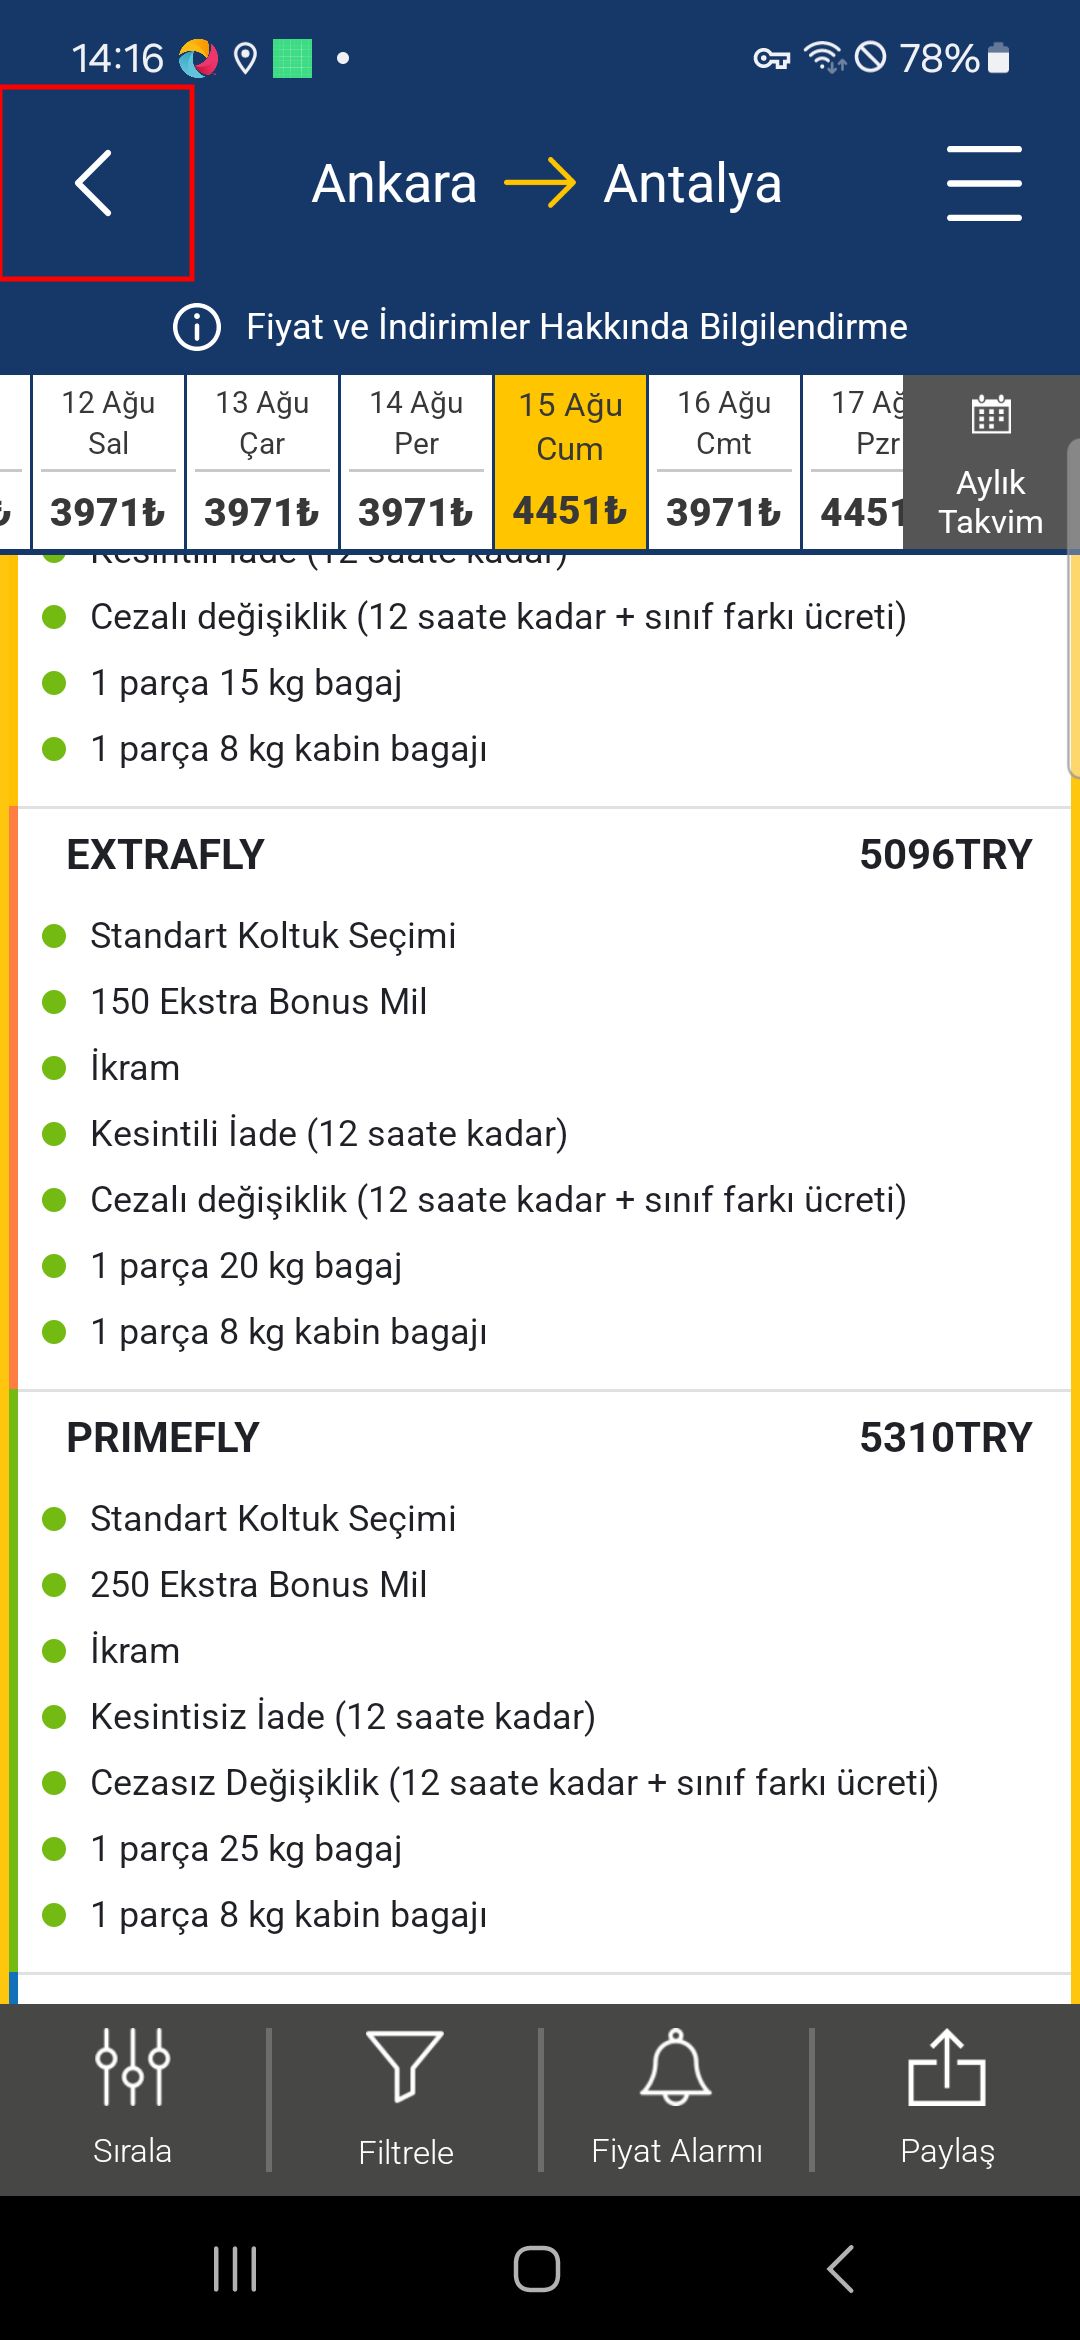 14:16
78%
Ankara → Antalya
Fiyat ve İndirimler Hakkında Bilgilendirme
12 Ağu
Sal
3971₺
13 Ağu
Çar
3971₺
14 Ağu
Per
3971₺
15 Ağu
Cum
4451₺
16 Ağu
Cmt
3971₺
17 Ağ
Pzr
4451
Aylık
Takvim
Kesintili İade (12 saate kadar)
Cezalı değişiklik (12 saate kadar + sınıf farkı ücreti)
1 parça 15 kg bagaj
1 parça 8 kg kabin bagajı
EXTRAFLY 5096TRY
Standart Koltuk Seçimi
150 Ekstra Bonus Mil
İkram
Kesintili İade (12 saate kadar)
Cezalı değişiklik (12 saate kadar + sınıf farkı ücreti)
1 parça 20 kg bagaj
1 parça 8 kg kabin bagajı
PRIMEFLY 5310TRY
Standart Koltuk Seçimi
250 Ekstra Bonus Mil
İkram
Kesintisiz İade (12 saate kadar)
Cezasız Değişiklik (12 saate kadar + sınıf farkı ücreti)
1 parça 25 kg bagaj
1 parça 8 kg kabin bagajı
Sırala
Filtrele
Fiyat Alarmı
Paylaş